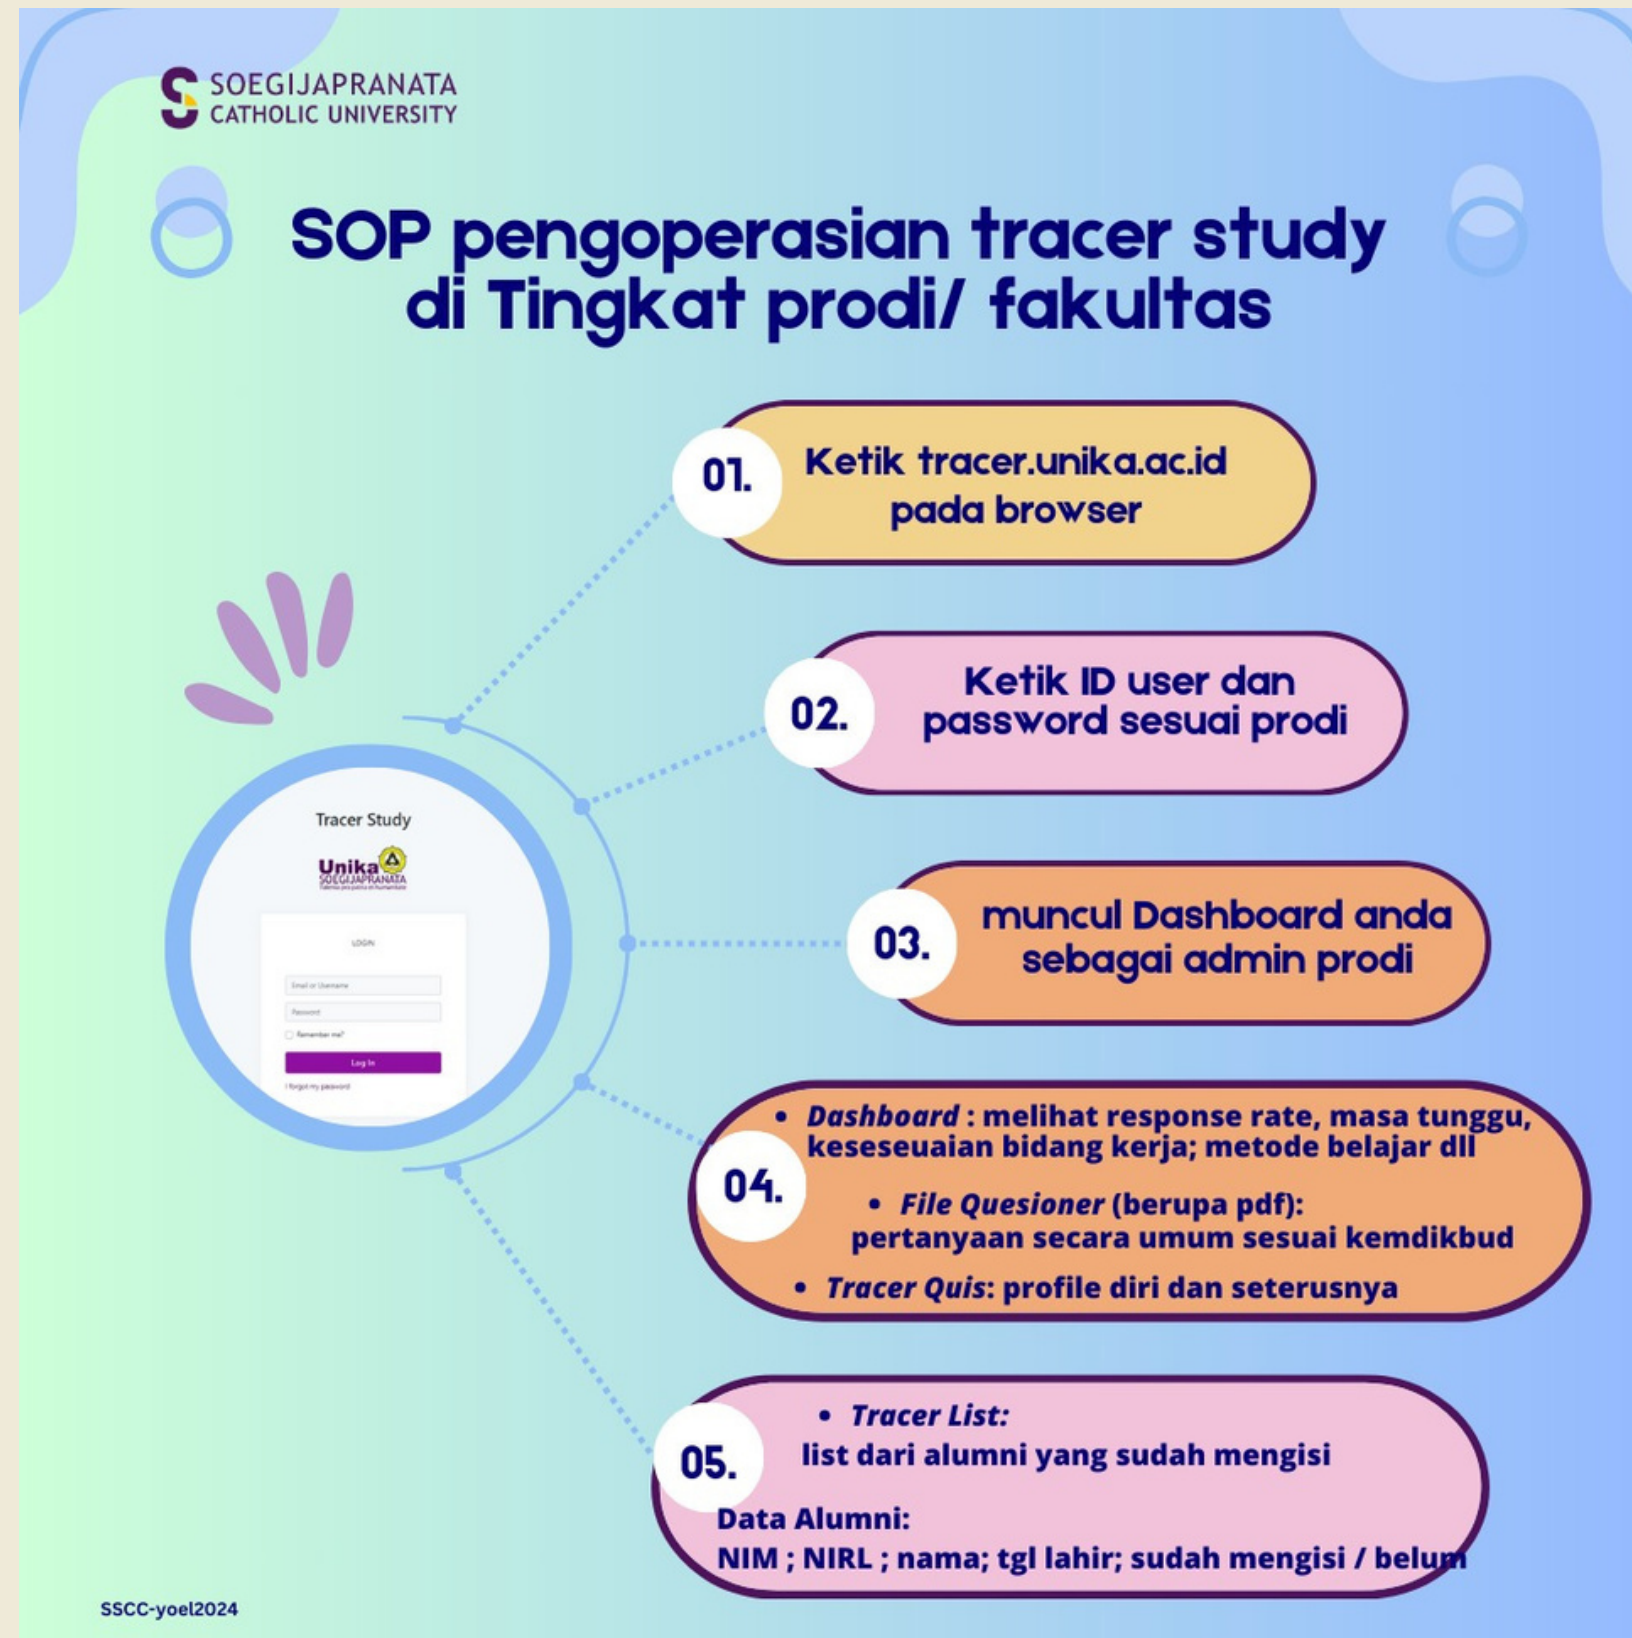 SOEGIJAPRANATA
CATHOLIC UNIVERSITY
SOP pengoperasian tracer study
di Tingkat prodi/ fakultas
01.
Ketik tracer.unika.ac.id
pada browser
02.
Ketik ID user dan
password sesuai prodi
03.
muncul Dashboard anda
sebagai admin prodi
04.
• Dashboard : melihat response rate, masa tunggu,
keseseuaian bidang kerja; metode belajar dll
• File Quesioner (berupa pdf):
pertanyaan secara umum sesuai kemdikbud
• Tracer Quis: profile diri dan seterusnya
05.
• Tracer List:
list dari alumni yang sudah mengisi
Data Alumni:
NIM ; NIRL ; nama; tgl lahir; sudah mengisi / belum
Tracer Study
Unika
SOEGIJAPRANATA
LOGIN
Email or Username
Password
Remember me?
Log In
I forgot my password
SSCC-yoel2024